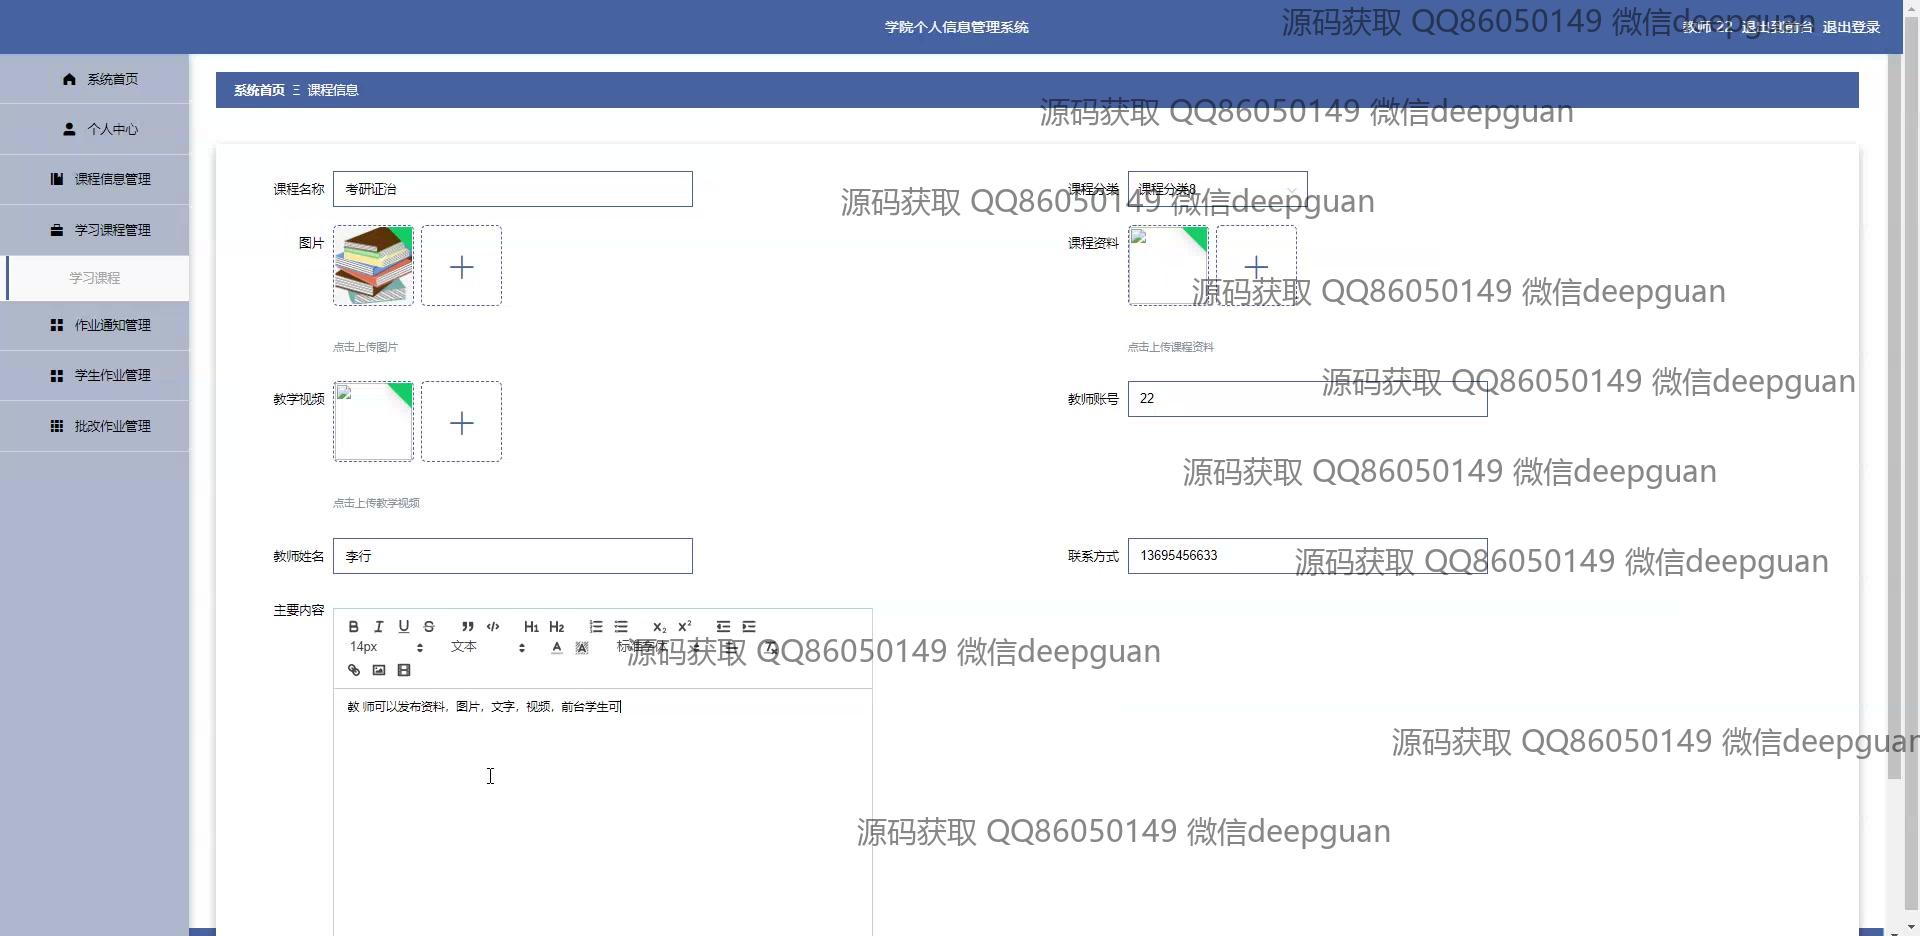 学院个人信息管理系统
教师 22 退出到前台 退出登录
源码获取 QQ86050149 微信deepguan
系统首页
个人中心
课程信息管理
学习课程管理
学习课程
作业通知管理
学生作业管理
批改作业管理
系统首页 Ξ 课程信息
源码获取 QQ86050149 微信deepguan
课程名称 考研证治
课程分类 课程分类8
源码获取 QQ86050149 微信deepguan
图片
课程资料
源码获取 QQ86050149 微信deepguan
点击上传图片
点击上传课程资料
源码获取 QQ86050149 微信deepguan
教学视频
教师账号 22
源码获取 QQ86050149 微信deepguan
点击上传教学视频
教师姓名 李行
联系方式 13695456633
源码获取 QQ86050149 微信deepguan
主要内容
B I U S ” </> H1 H2 X2 X2
14px 文本 A A 标准字体
源码获取 QQ86050149 微信deepguan
教 师可以发布资料，图片，文字，视频，前台学生可
源码获取 QQ86050149 微信deepguan
源码获取 QQ86050149 微信deepguan